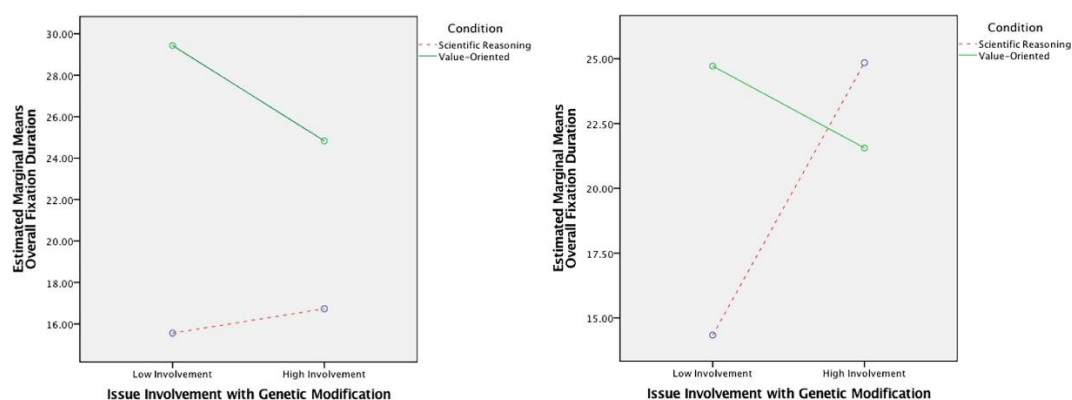 Condition
Scientific Reasoning
Value-Oriented
30.00
28.00
26.00
24.00
22.00
20.00
18.00
16.00
Estimated Marginal Means
Overall Fixation Duration
Low Involvement
High Involvement
Issue Involvement with Genetic Modification
Condition
Scientific Reasoning
Value-Oriented
25.00
22.50
20.00
17.50
15.00
Estimated Marginal Means
Overall Fixation Duration
Low Involvement
High Involvement
Issue Involvement with Genetic Modification